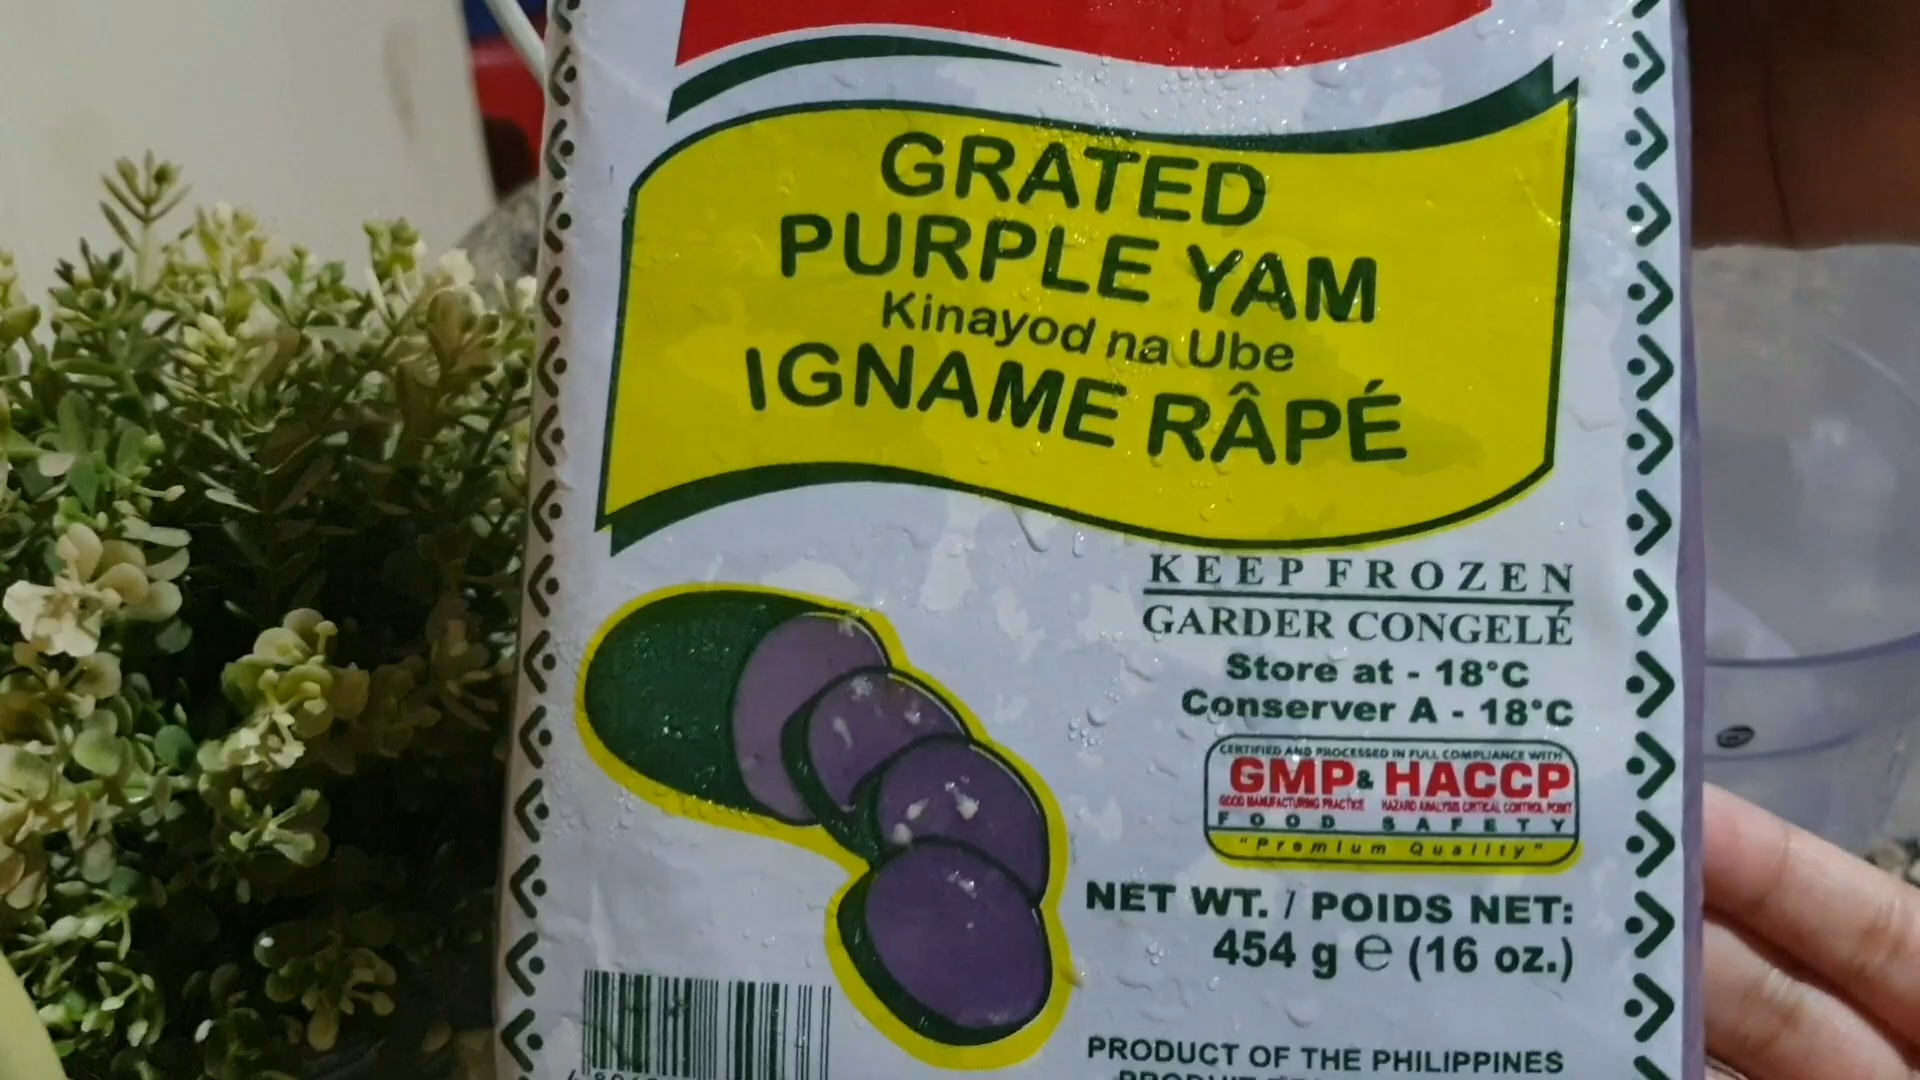 GRATED
PURPLE YAM
Kinayod na Ube
IGNAME RÂPÉ
KEEP FROZEN
GARDER CONGELÉ
Store at - 18°C
Conserver A - 18°C
CERTIFIED AND PROCESSED IN FULL COMPLIANCE WITH
GMP & HACCP
GOOD MANUFACTURING PRACTICE HAZARD ANALYSIS CRITICAL CONTROL POINT
FOOD SAFETY
"Premium Quality"
NET WT. / POIDS NET:
454 g ℮ (16 oz.)
PRODUCT OF THE PHILIPPINES